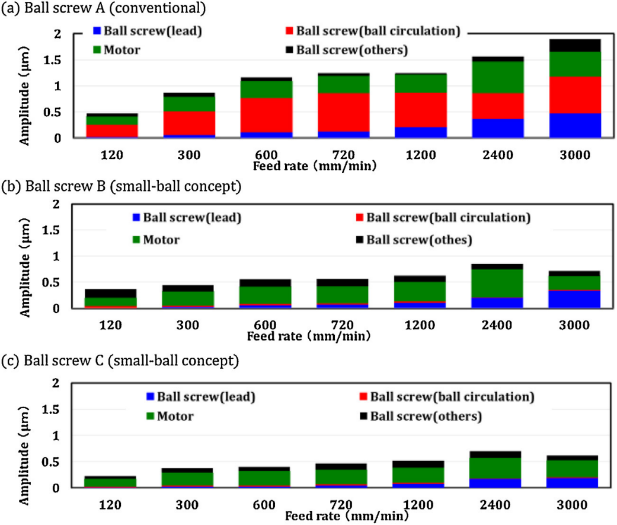 (a) Ball screw A (conventional)
Ball screw(lead)
Ball screw(ball circulation)
Motor
Ball screw(others)
Amplitude (μm)
2
1.5
1
0.5
0
120 300 600 720 1200 2400 3000
Feed rate (mm/min)
(b) Ball screw B (small-ball concept)
Ball screw(lead)
Ball screw(ball circulation)
Motor
Ball screw(othes)
Amplitude (μm)
2
1.5
1
0.5
0
120 300 600 720 1200 2400 3000
Feed rate (mm/min)
(c) Ball screw C (small-ball concept)
Ball screw(lead)
Ball screw(ball circulation)
Motor
Ball screw(others)
Amplitude (μm)
2
1.5
1
0.5
0
120 300 600 720 1200 2400 3000
Feed rate (mm/min)